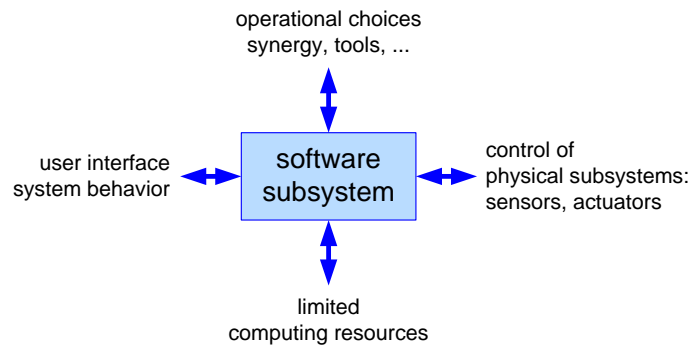 operational choices
synergy, tools, ...
user interface
system behavior
software
subsystem
control of
physical subsystems:
sensors, actuators
limited
computing resources